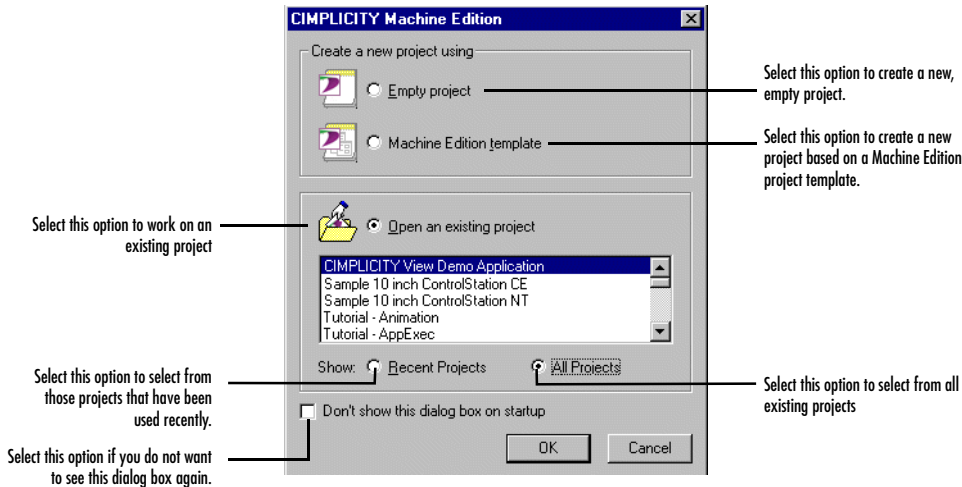 CIMPLICITY Machine Edition
Create a new project using
Empty project
Select this option to create a new,
empty project.
Machine Edition template
Select this option to create a new
project based on a Machine Edition
project template.
Select this option to work on an
existing project
Open an existing project
CIMPLICITY View Demo Application
Sample 10 inch ControlStation CE
Sample 10 inch ControlStation NT
Tutorial - Animation
Tutorial - AppExec
Show: Recent Projects All Projects
Select this option to select from
those projects that have been
used recently.
Select this option to select from all
existing projects
Don't show this dialog box on startup
OK Cancel
Select this option if you do not want
to see this dialog box again.